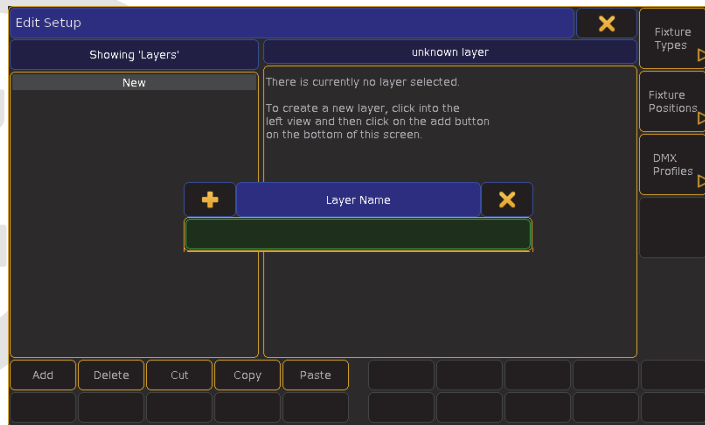 Edit Setup
Fixture
Types
Showing 'Layers'
unknown layer
New
There is currently no layer selected.
To create a new layer, click into the
left view and then click on the add button
on the bottom of this screen.
Fixture
Positions
DMX
Profiles
Layer Name
Add
Delete
Cut
Copy
Paste